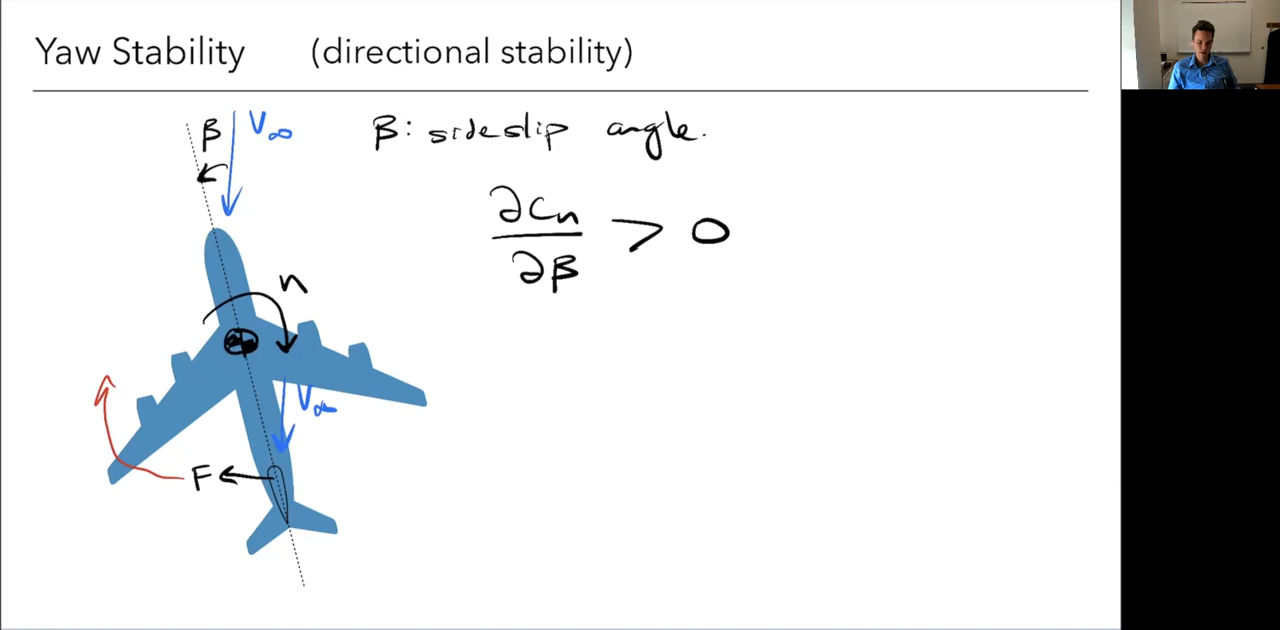 Yaw Stability (directional stability)
β V∞ β: sideslip angle.
∂Cn
∂β
> 0
n
V∞
F